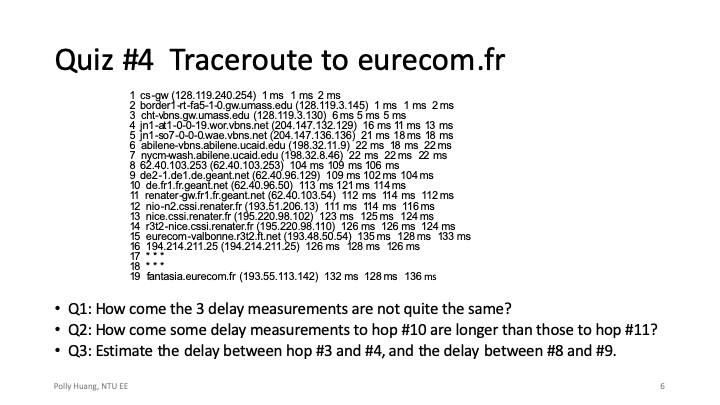 Quiz #4 Traceroute to eurecom.fr
1 cs-gw (128.119.240.254) 1 ms 1 ms 2 ms
2 border1-rt-fa5-1-0.gw.umass.edu (128.119.3.145) 1 ms 1 ms 2 ms
3 cht-vbns.gw.umass.edu (128.119.3.130) 6 ms 5 ms 5 ms
4 jn1-at1-0-0-19.wor.vbns.net (204.147.132.129) 16 ms 11 ms 13 ms
5 jn1-so7-0-0-0.wae.vbns.net (204.147.136.136) 21 ms 18 ms 18 ms
6 abilene-vbns.abilene.ucaid.edu (198.32.11.9) 22 ms 18 ms 22 ms
7 nycm-wash.abilene.ucaid.edu (198.32.8.46) 22 ms 22 ms 22 ms
8 62.40.103.253 (62.40.103.253) 104 ms 109 ms 106 ms
9 de2-1.de1.de.geant.net (62.40.96.129) 109 ms 102 ms 104 ms
10 de.fr1.fr.geant.net (62.40.96.50) 113 ms 121 ms 114 ms
11 renater-gw.fr1.fr.geant.net (62.40.103.54) 112 ms 114 ms 112 ms
12 nio-n2.cssi.renater.fr (193.51.206.13) 111 ms 114 ms 116 ms
13 nice.cssi.renater.fr (195.220.98.102) 123 ms 125 ms 124 ms
14 r3t2-nice.cssi.renater.fr (195.220.98.110) 126 ms 126 ms 124 ms
15 eurecom-valbonne.r3t2.ft.net (193.48.50.54) 135 ms 128 ms 133 ms
16 194.214.211.25 (194.214.211.25) 126 ms 128 ms 126 ms
17 * * *
18 * * *
19 fantasia.eurecom.fr (193.55.113.142) 132 ms 128 ms 136 ms
• Q1: How come the 3 delay measurements are not quite the same?
• Q2: How come some delay measurements to hop #10 are longer than those to hop #11?
• Q3: Estimate the delay between hop #3 and #4, and the delay between #8 and #9.
Polly Huang, NTU EE
6